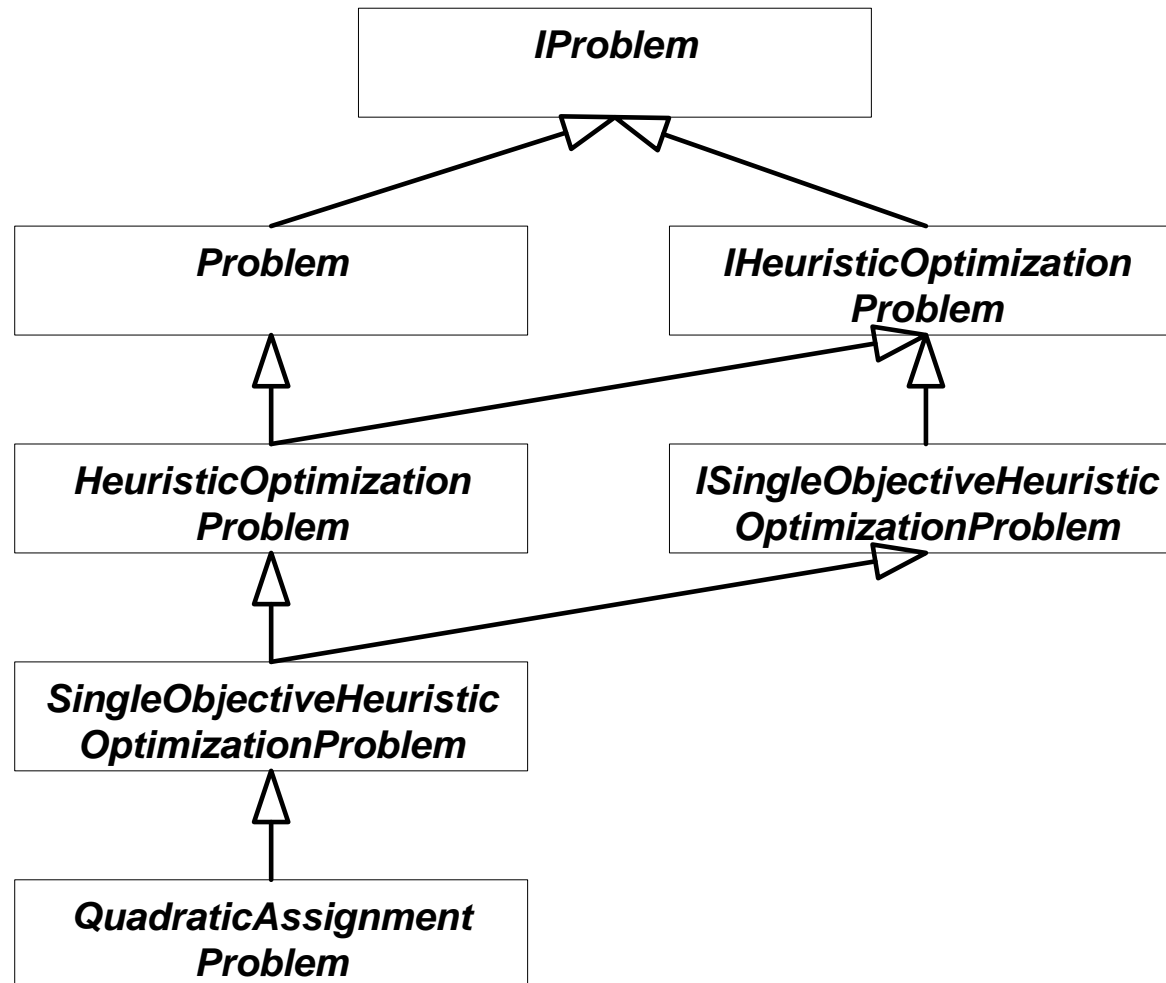 IProblem
Problem
IHeuristicOptimization
Problem
HeuristicOptimization
Problem
ISingleObjectiveHeuristic
OptimizationProblem
SingleObjectiveHeuristic
OptimizationProblem
QuadraticAssignment
Problem